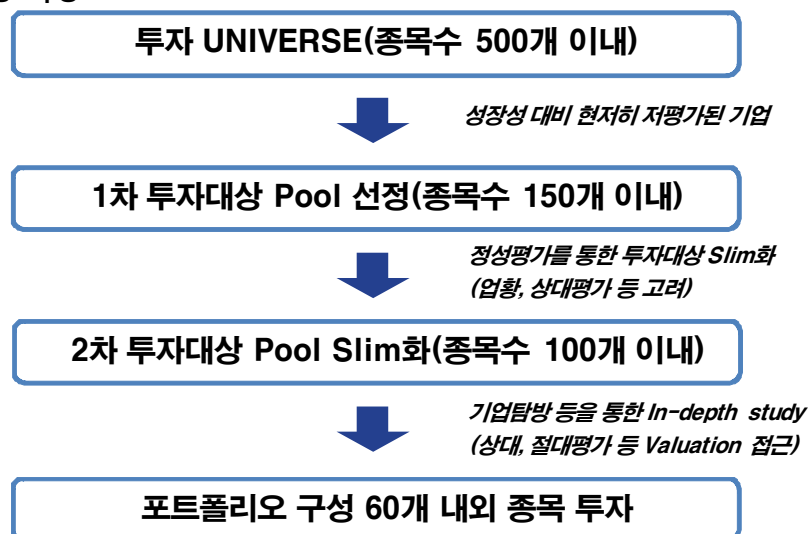 투자 UNIVERSE(종목수 500개 이내)
성장성 대비 현저히 저평가된 기업
1차 투자대상 Pool 선정(종목수 150개 이내)
정성평가를 통한 투자대상 Slim화
(업황, 상대평가 등 고려)
2차 투자대상 Pool Slim화(종목수 100개 이내)
기업탐방 등을 통한 In-depth study
(상대, 절대평가 등 Valuation 접근)
포트폴리오 구성 60개 내외 종목 투자